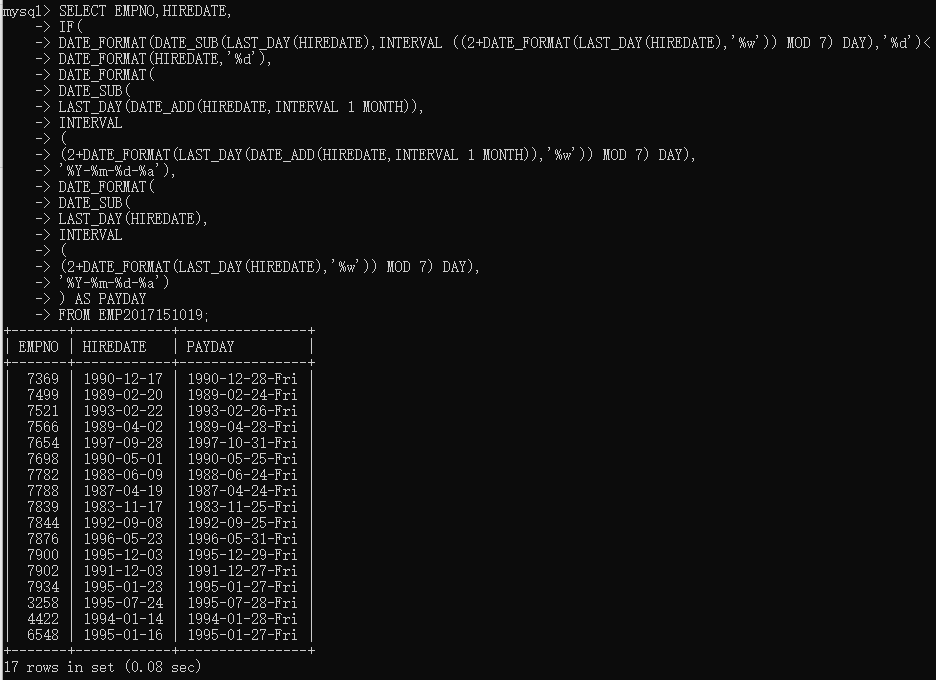 mysql> SELECT EMPNO,HIREDATE,
    -> IF(
    -> DATE_FORMAT(DATE_SUB(LAST_DAY(HIREDATE),INTERVAL ((2+DATE_FORMAT(LAST_DAY(HIREDATE),'%w')) MOD 7) DAY),'%d')<
    -> DATE_FORMAT(HIREDATE,'%d'),
    -> DATE_FORMAT(
    -> DATE_SUB(
    -> LAST_DAY(DATE_ADD(HIREDATE,INTERVAL 1 MONTH)),
    -> INTERVAL
    -> (
    -> (2+DATE_FORMAT(LAST_DAY(DATE_ADD(HIREDATE,INTERVAL 1 MONTH)),'%w')) MOD 7) DAY),
    -> '%Y-%m-%d-%a'),
    -> DATE_FORMAT(
    -> DATE_SUB(
    -> LAST_DAY(HIREDATE),
    -> INTERVAL
    -> (
    -> (2+DATE_FORMAT(LAST_DAY(HIREDATE),'%w')) MOD 7) DAY),
    -> '%Y-%m-%d-%a')
    -> ) AS PAYDAY
    -> FROM EMP2017151019;
+-------+------------+----------------+
| EMPNO | HIREDATE   | PAYDAY         |
+-------+------------+----------------+
|  7369 | 1990-12-17 | 1990-12-28-Fri |
|  7499 | 1989-02-20 | 1989-02-24-Fri |
|  7521 | 1993-02-22 | 1993-02-26-Fri |
|  7566 | 1989-04-02 | 1989-04-28-Fri |
|  7654 | 1997-09-28 | 1997-10-31-Fri |
|  7698 | 1990-05-01 | 1990-05-25-Fri |
|  7782 | 1988-06-09 | 1988-06-24-Fri |
|  7788 | 1987-04-19 | 1987-04-24-Fri |
|  7839 | 1983-11-17 | 1983-11-25-Fri |
|  7844 | 1992-09-08 | 1992-09-25-Fri |
|  7876 | 1996-05-23 | 1996-05-31-Fri |
|  7900 | 1995-12-03 | 1995-12-29-Fri |
|  7902 | 1991-12-03 | 1991-12-27-Fri |
|  7934 | 1995-01-23 | 1995-01-27-Fri |
|  3258 | 1995-07-24 | 1995-07-28-Fri |
|  4422 | 1994-01-14 | 1994-01-28-Fri |
|  6548 | 1995-01-16 | 1995-01-27-Fri |
+-------+------------+----------------+
17 rows in set (0.08 sec)